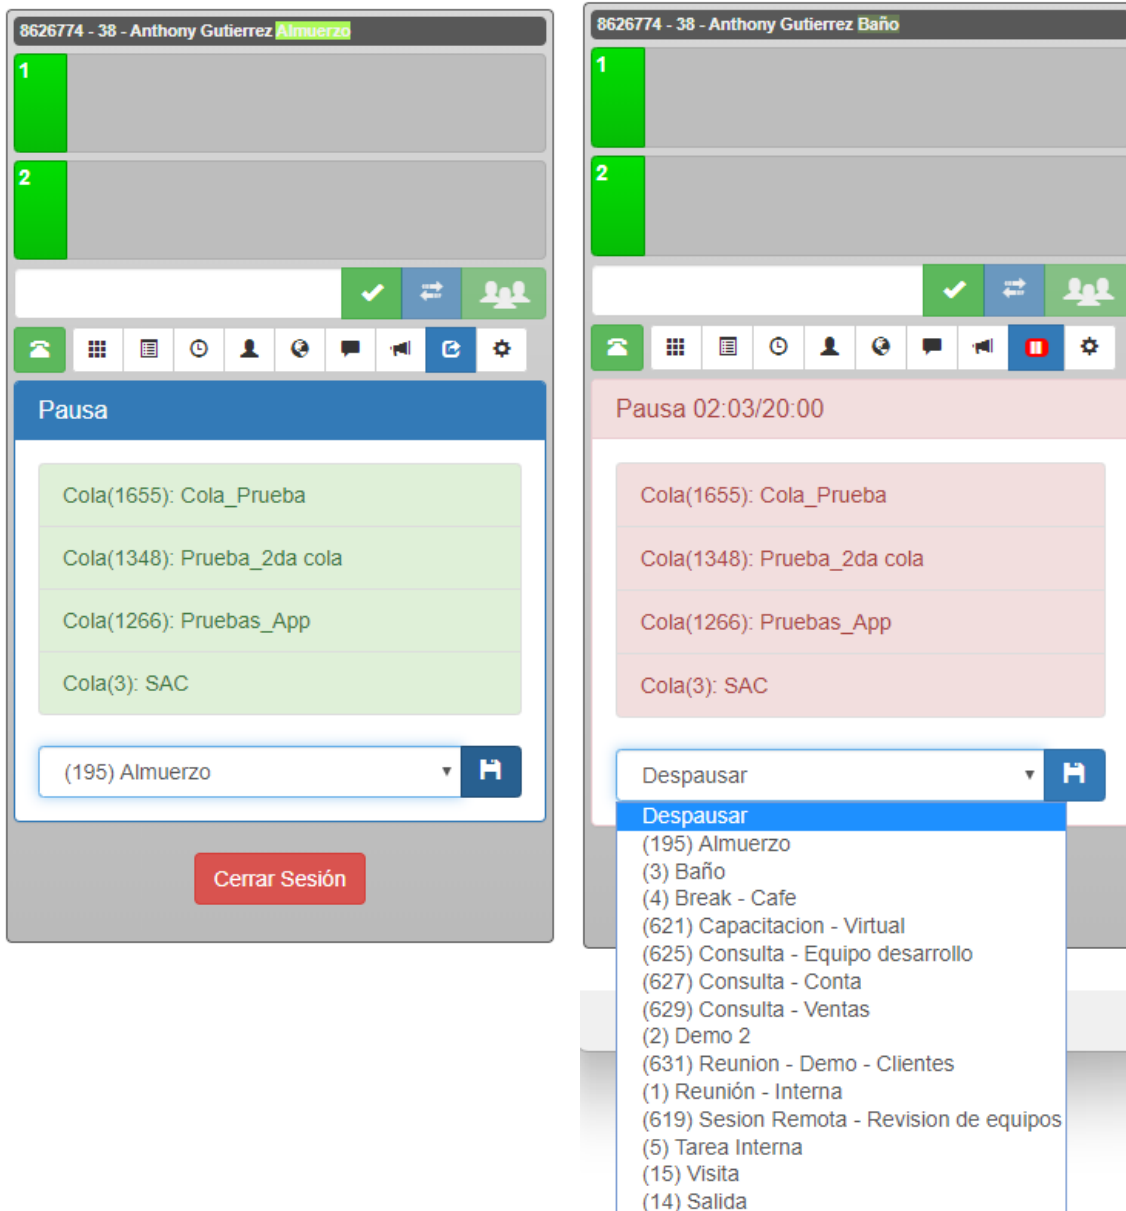 8626774 - 38 - Anthony Gutierrez Almuerzo
1
2
Pausa
Cola(1655): Cola_Prueba
Cola(1348): Prueba_2da cola
Cola(1266): Pruebas_App
Cola(3): SAC
(195) Almuerzo
Cerrar Sesión
8626774 - 38 - Anthony Gutierrez Baño
1
2
Pausa 02:03/20:00
Cola(1655): Cola_Prueba
Cola(1348): Prueba_2da cola
Cola(1266): Pruebas_App
Cola(3): SAC
Despausar
Despausar
(195) Almuerzo
(3) Baño
(4) Break - Cafe
(621) Capacitacion - Virtual
(625) Consulta - Equipo desarrollo
(627) Consulta - Conta
(629) Consulta - Ventas
(2) Demo 2
(631) Reunion - Demo - Clientes
(1) Reunión - Interna
(619) Sesion Remota - Revision de equipos
(5) Tarea Interna
(15) Visita
(14) Salida